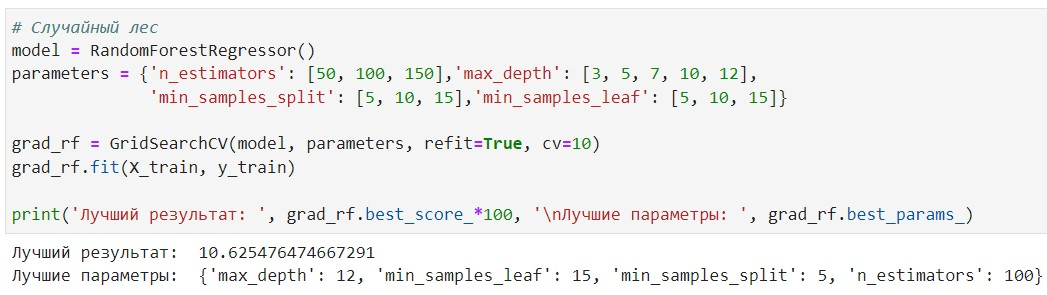 # Случайный лес
model = RandomForestRegressor()
parameters = {'n_estimators': [50, 100, 150],'max_depth': [3, 5, 7, 10, 12],
'min_samples_split': [5, 10, 15],'min_samples_leaf': [5, 10, 15]}
grad_rf = GridSearchCV(model, parameters, refit=True, cv=10)
grad_rf.fit(X_train, y_train)
print('Лучший результат: ', grad_rf.best_score_*100, '\nЛучшие параметры: ', grad_rf.best_params_)
Лучший результат:  10.625476474667291
Лучшие параметры:  {'max_depth': 12, 'min_samples_leaf': 15, 'min_samples_split': 5, 'n_estimators': 100}